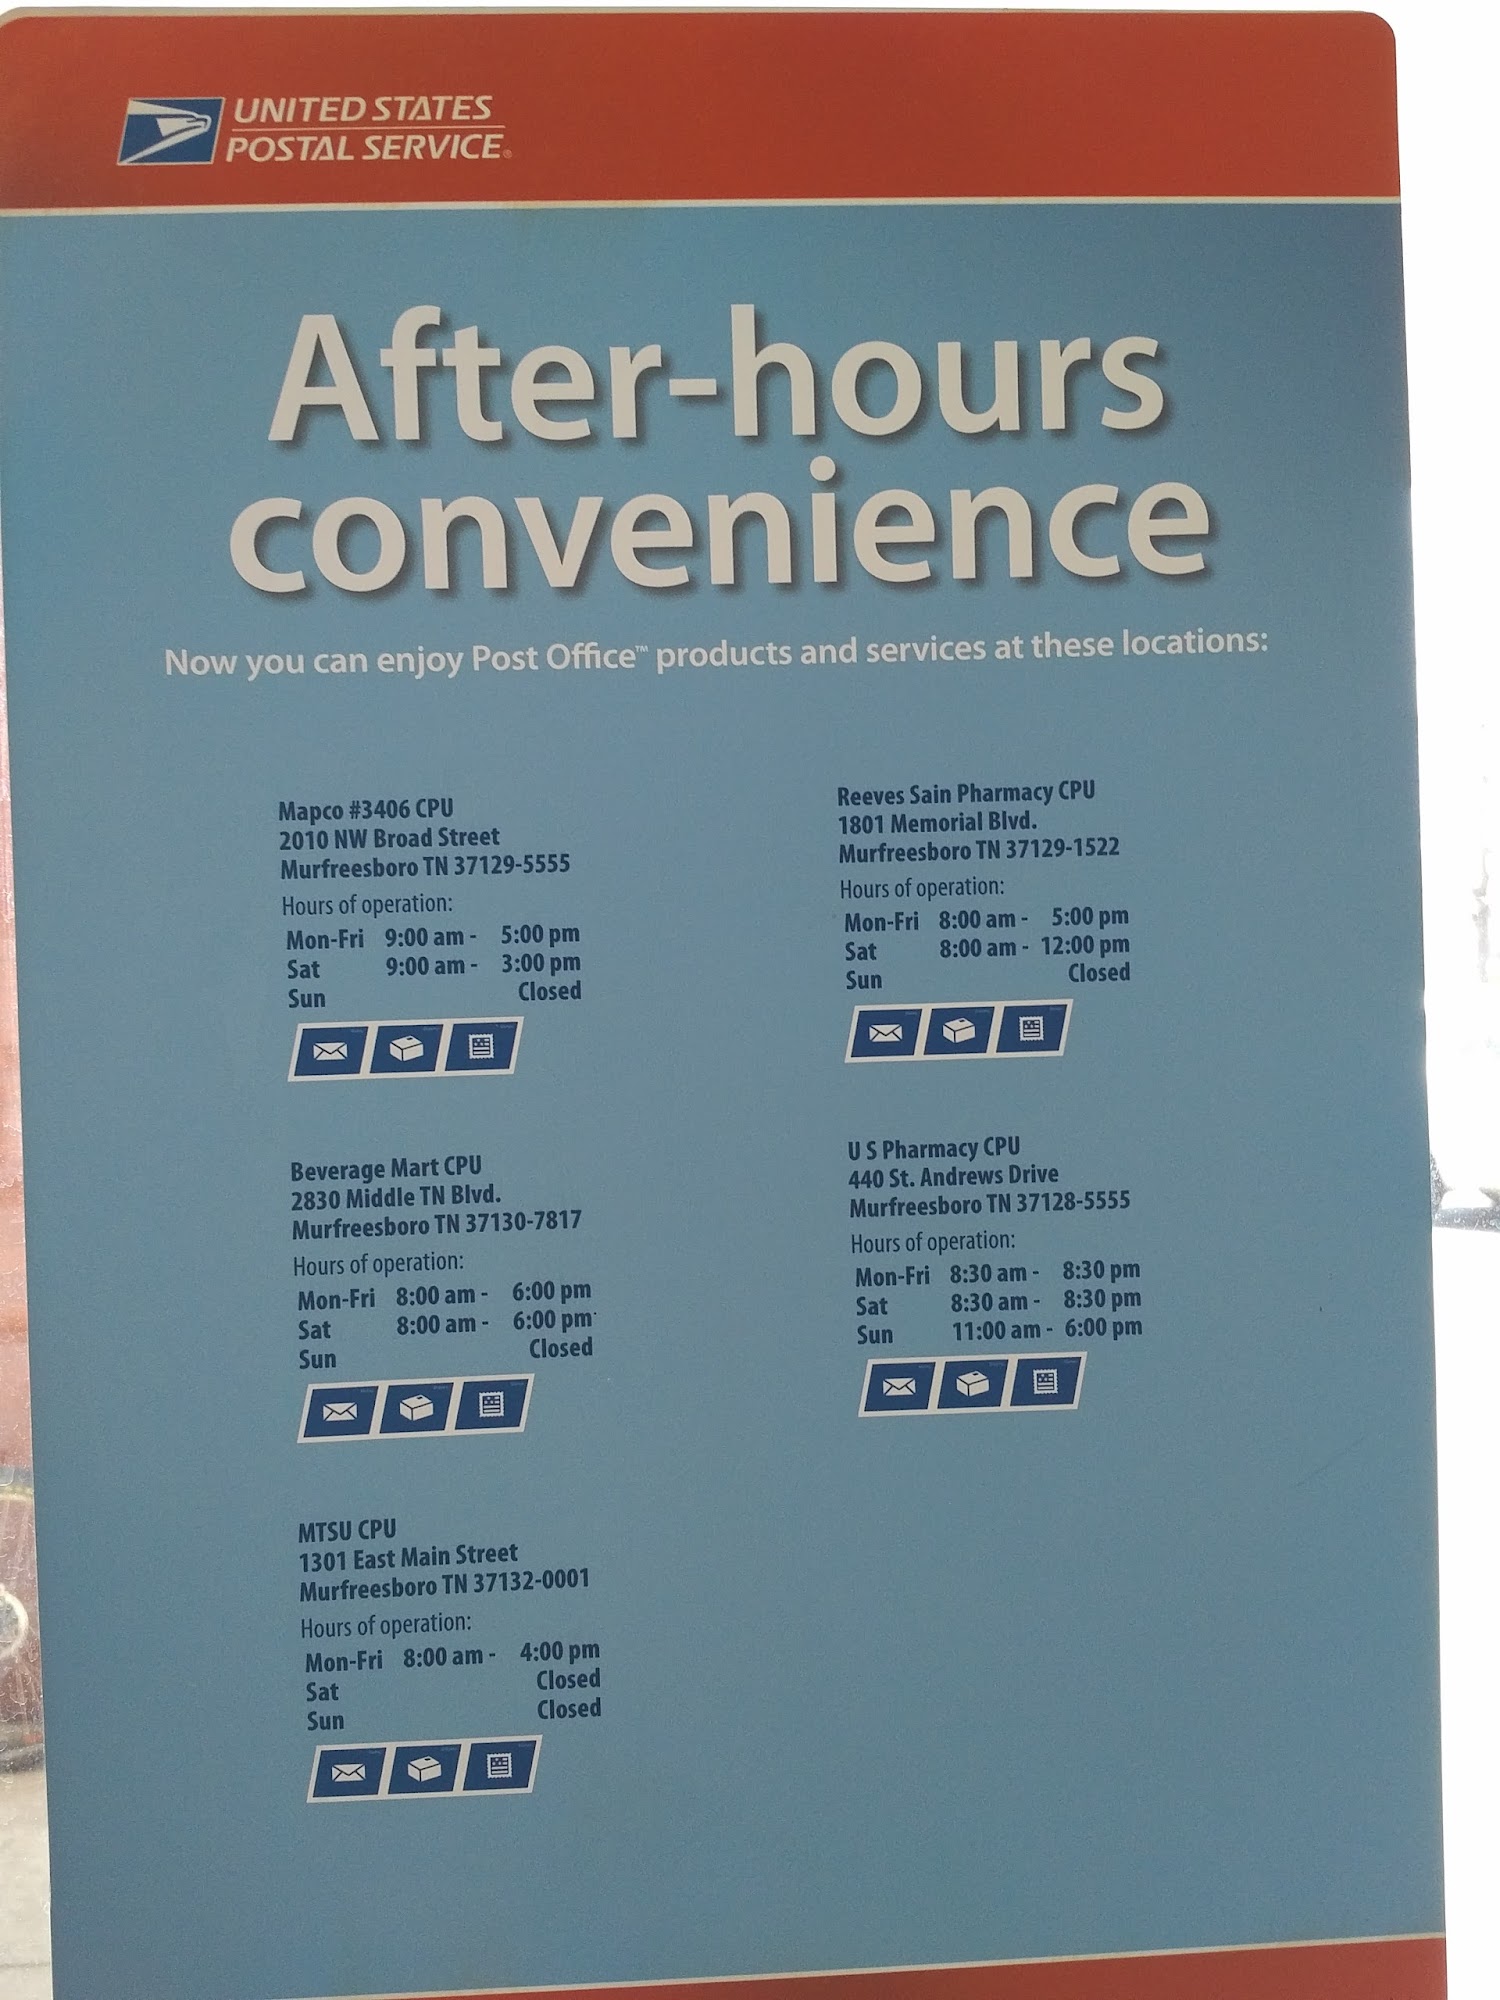 UNITED STATES
POSTAL SERVICE®
After-hours
convenience
Now you can enjoy Post Office™ products and services at these locations:
Mapco #3406 CPU
2010 NW Broad Street
Murfreesboro TN 37129-5555
Hours of operation:
Mon-Fri 9:00 am - 5:00 pm
Sat 9:00 am - 3:00 pm
Sun Closed
Beverage Mart CPU
2830 Middle TN Blvd.
Murfreesboro TN 37130-7817
Hours of operation:
Mon-Fri 8:00 am - 6:00 pm
Sat 8:00 am - 6:00 pm
Sun Closed
MTSU CPU
1301 East Main Street
Murfreesboro TN 37132-0001
Hours of operation:
Mon-Fri 8:00 am - 4:00 pm
Sat Closed
Sun Closed
Reeves Sain Pharmacy CPU
1801 Memorial Blvd.
Murfreesboro TN 37129-1522
Hours of operation:
Mon-Fri 8:00 am - 5:00 pm
Sat 8:00 am - 12:00 pm
Sun Closed
U S Pharmacy CPU
440 St. Andrews Drive
Murfreesboro TN 37128-5555
Hours of operation:
Mon-Fri 8:30 am - 8:30 pm
Sat 8:30 am - 8:30 pm
Sun 11:00 am - 6:00 pm